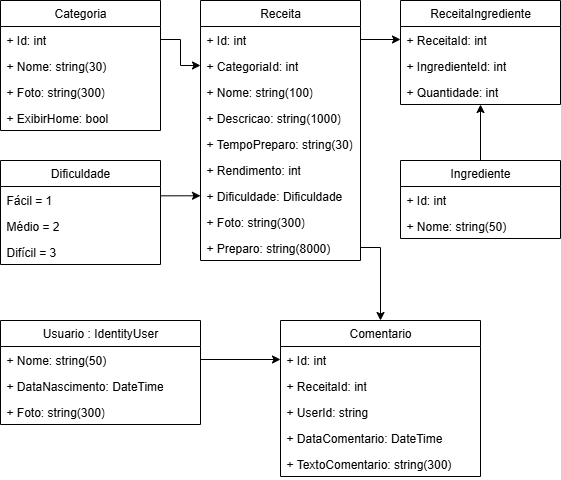 Categoria
+ Id: int
+ Nome: string(30)
+ Foto: string(300)
+ ExibirHome: bool
Receita
+ Id: int
+ CategoriaId: int
+ Nome: string(100)
+ Descricao: string(1000)
+ TempoPreparo: string(30)
+ Rendimento: int
+ Dificuldade: Dificuldade
+ Foto: string(300)
+ Preparo: string(8000)
ReceitaIngrediente
+ ReceitaId: int
+ IngredienteId: int
+ Quantidade: int
Dificuldade
Fácil = 1
Médio = 2
Difícil = 3
Ingrediente
+ Id: int
+ Nome: string(50)
Usuario : IdentityUser
+ Nome: string(50)
+ DataNascimento: DateTime
+ Foto: string(300)
Comentario
+ Id: int
+ ReceitaId: int
+ UserId: string
+ DataComentario: DateTime
+ TextoComentario: string(300)